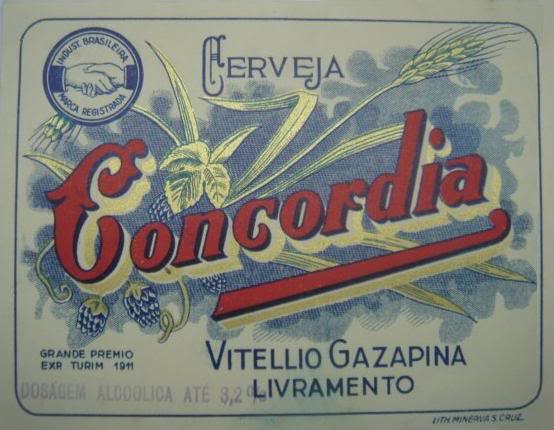 INDUST. BRASILEIRA
MARCA REGISTRADA
CERVEJA
Concordia
GRANDE PREMIO
EXP. TURIM 1911
VITELLIO GAZAPINA
LIVRAMENTO
DOSAGEM ALCOOLICA ATÉ 3,2%
LITH. MINERVA S. CRUZ